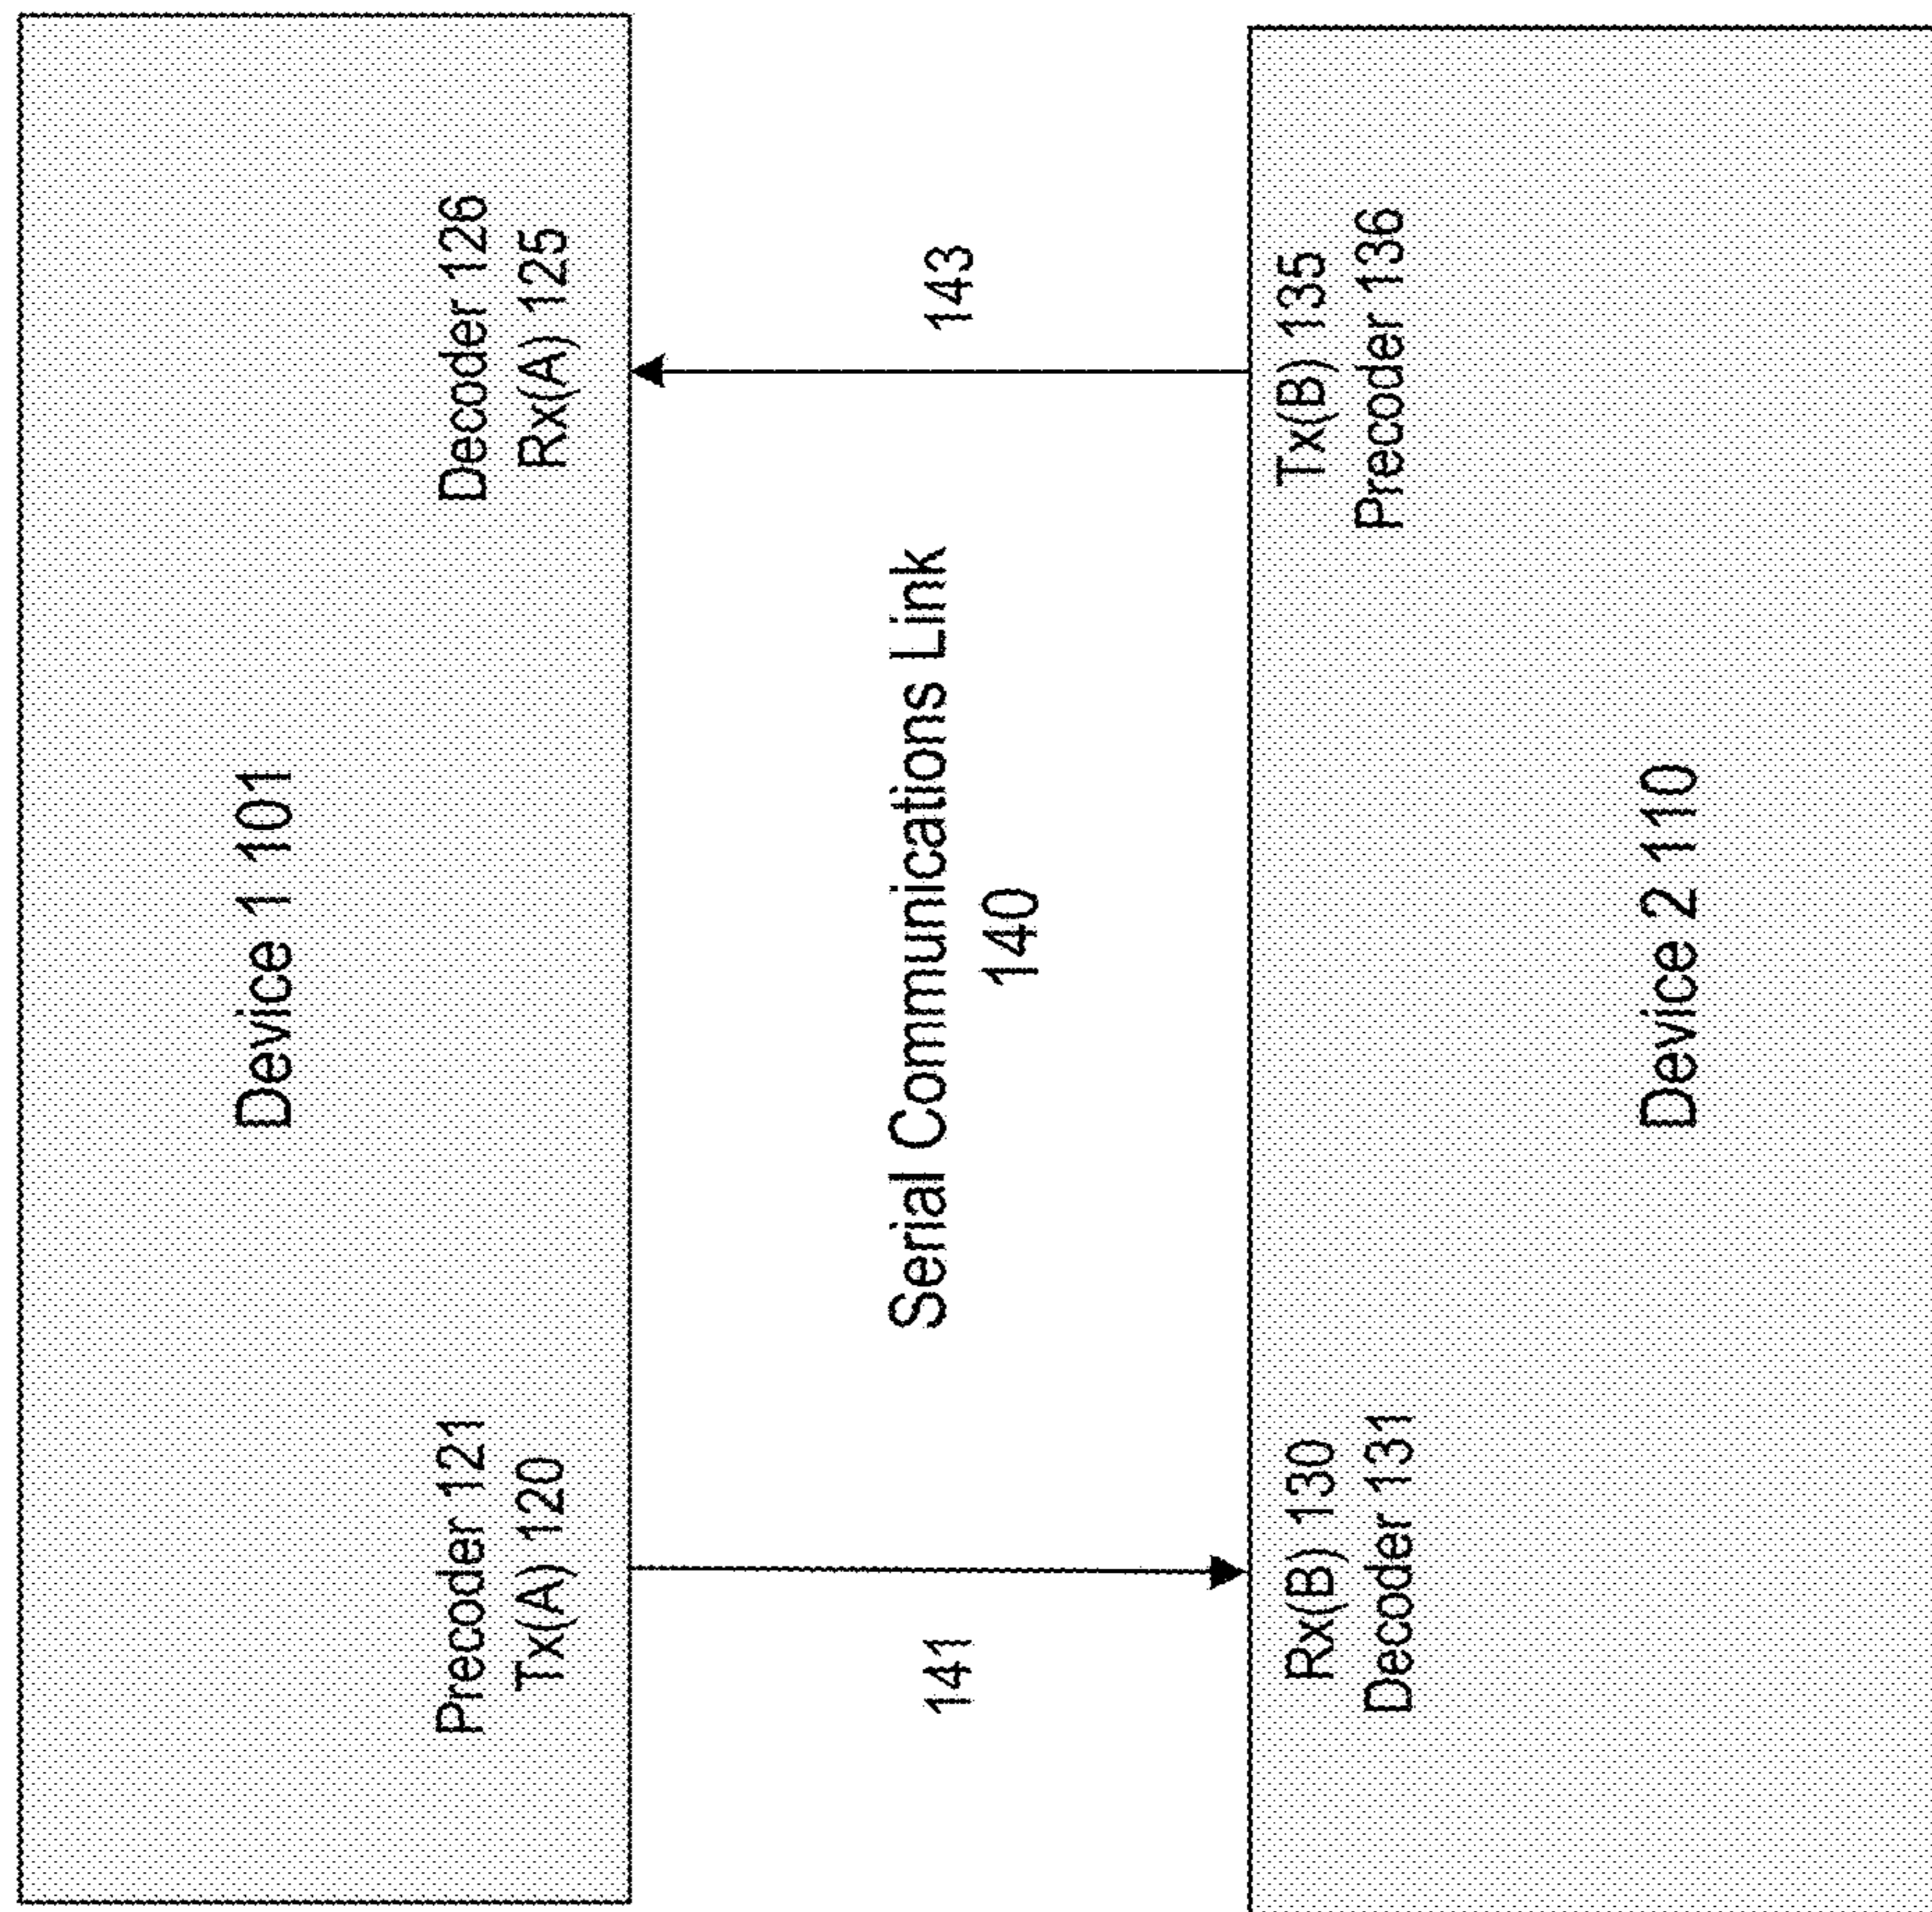 Device 1 101
Precoder 121
Tx(A) 120
Decoder 126
Rx(A) 125
141
Serial Communications Link
140
143
Rx(B) 130
Decoder 131
Tx(B) 135
Precoder 136
Device 2 110